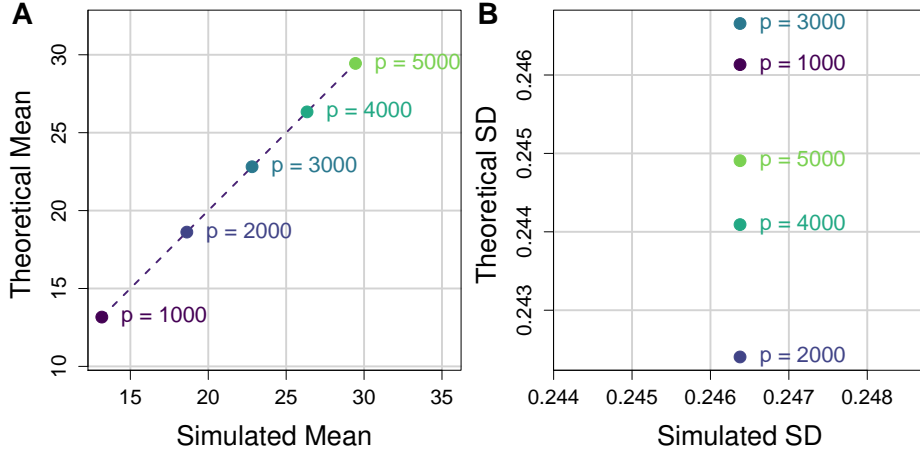 A
Theoretical Mean
10 15 20 25 30
p = 5000
p = 4000
p = 3000
p = 2000
p = 1000
15 20 25 30 35
Simulated Mean
B
Theoretical SD
0.243 0.244 0.245 0.246
p = 3000
p = 1000
p = 5000
p = 4000
p = 2000
0.244 0.245 0.246 0.247 0.248
Simulated SD